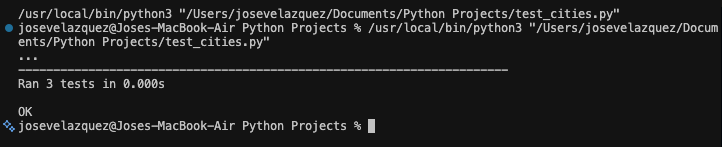 /usr/local/bin/python3 "/Users/josevelazquez/Documents/Python Projects/test_cities.py"
josevelazquez@Joses-MacBook-Air Python Projects % /usr/local/bin/python3 "/Users/josevelazquez/Docum
ents/Python Projects/test_cities.py"
...
----------------------------------------------------------------------
Ran 3 tests in 0.000s
OK
josevelazquez@Joses-MacBook-Air Python Projects %